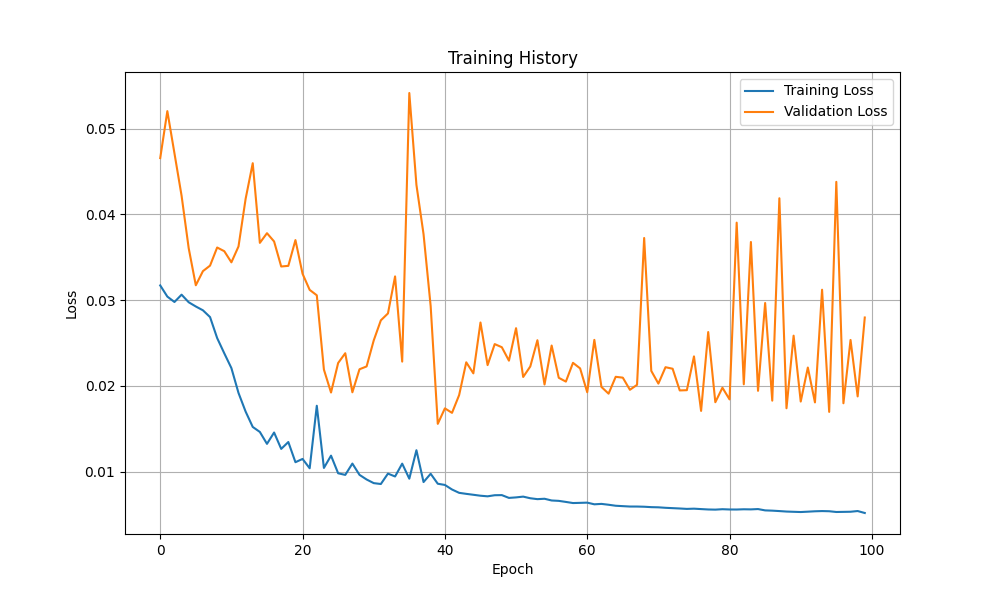 Training History
Training Loss
Validation Loss
0.05
0.04
0.03
0.02
0.01
Loss
0 20 40 60 80 100
Epoch